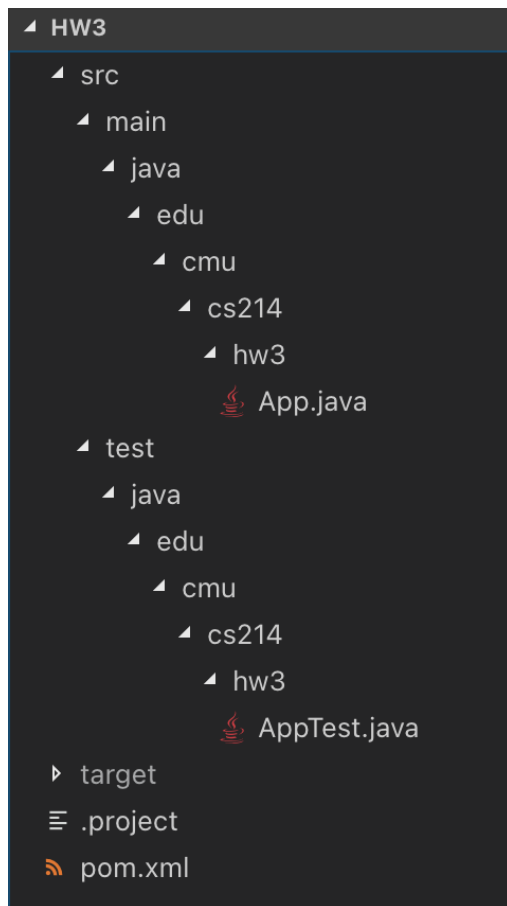 HW3
src
main
java
edu
cmu
cs214
hw3
App.java
test
java
edu
cmu
cs214
hw3
AppTest.java
target
.project
pom.xml